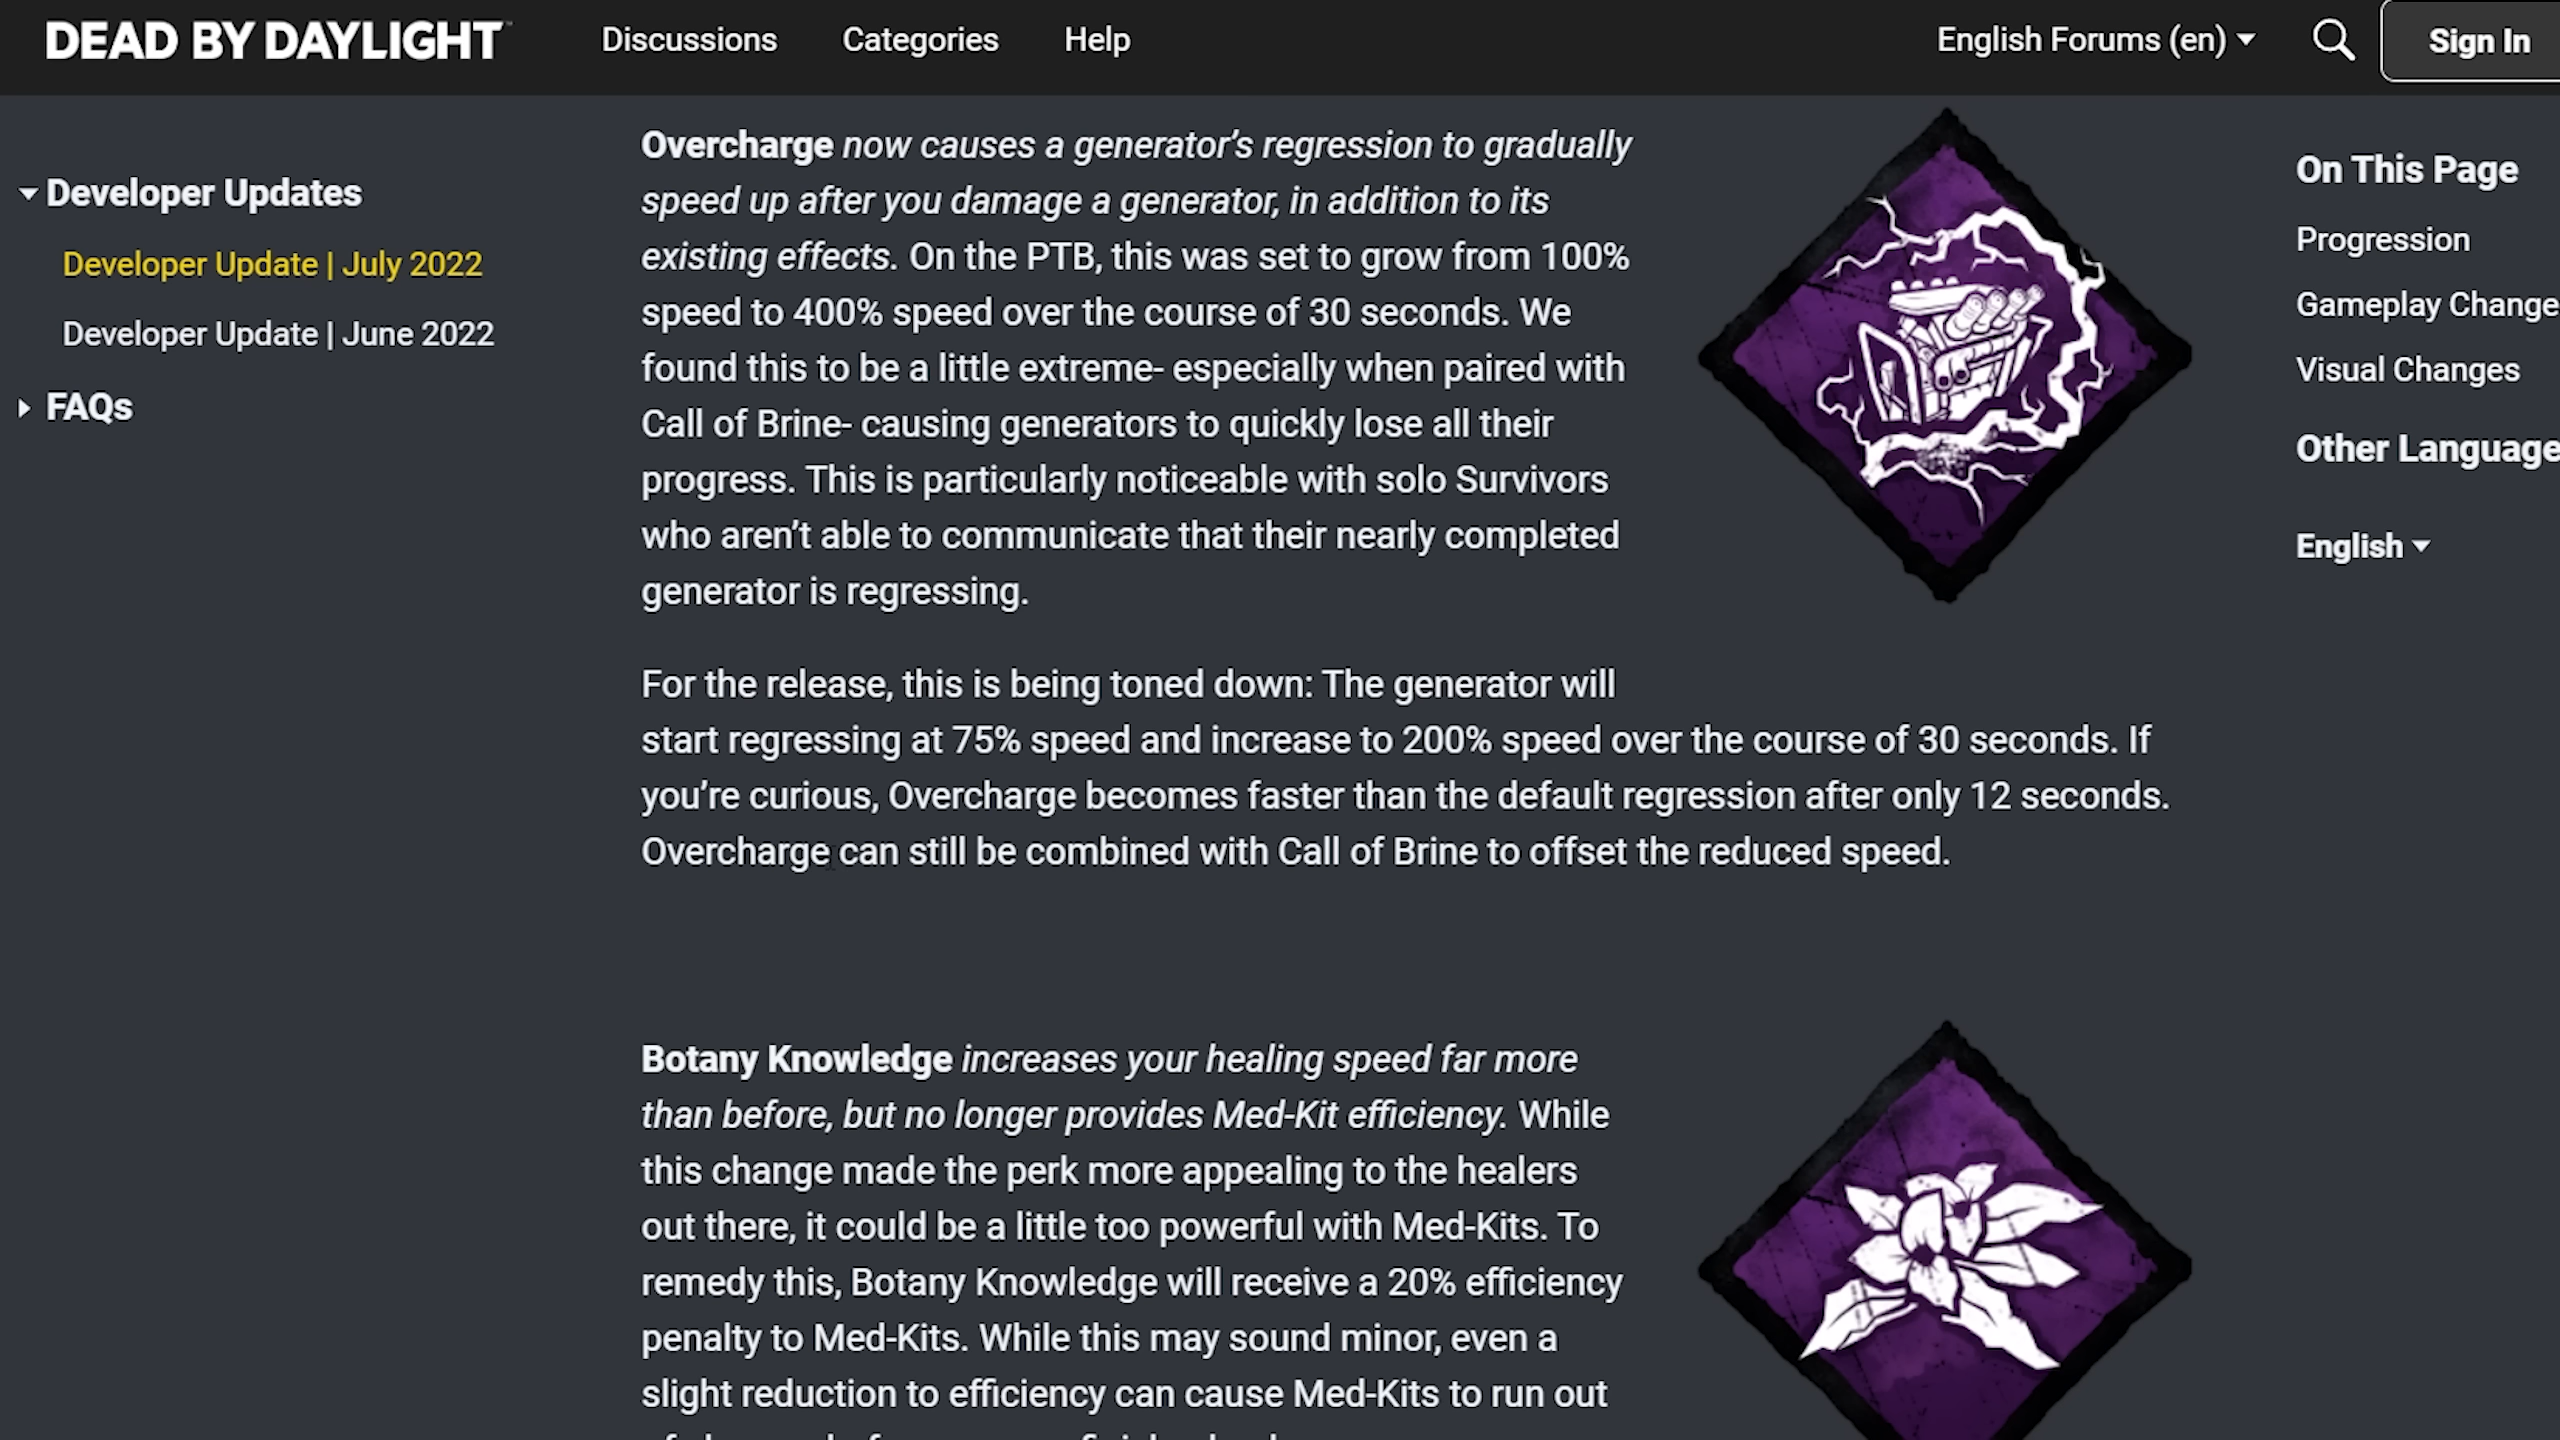 DEAD BY DAYLIGHT™
Discussions
Categories
Help
English Forums (en)
Sign In
Developer Updates
Developer Update | July 2022
Developer Update | June 2022
FAQs
Overcharge now causes a generator’s regression to gradually
speed up after you damage a generator, in addition to its
existing effects. On the PTB, this was set to grow from 100%
speed to 400% speed over the course of 30 seconds. We
found this to be a little extreme- especially when paired with
Call of Brine- causing generators to quickly lose all their
progress. This is particularly noticeable with solo Survivors
who aren’t able to communicate that their nearly completed
generator is regressing.
For the release, this is being toned down: The generator will
start regressing at 75% speed and increase to 200% speed over the course of 30 seconds. If
you’re curious, Overcharge becomes faster than the default regression after only 12 seconds.
Overcharge can still be combined with Call of Brine to offset the reduced speed.
Botany Knowledge increases your healing speed far more
than before, but no longer provides Med-Kit efficiency. While
this change made the perk more appealing to the healers
out there, it could be a little too powerful with Med-Kits. To
remedy this, Botany Knowledge will receive a 20% efficiency
penalty to Med-Kits. While this may sound minor, even a
slight reduction to efficiency can cause Med-Kits to run out
On This Page
Progression
Gameplay Change
Visual Changes
Other Language
English